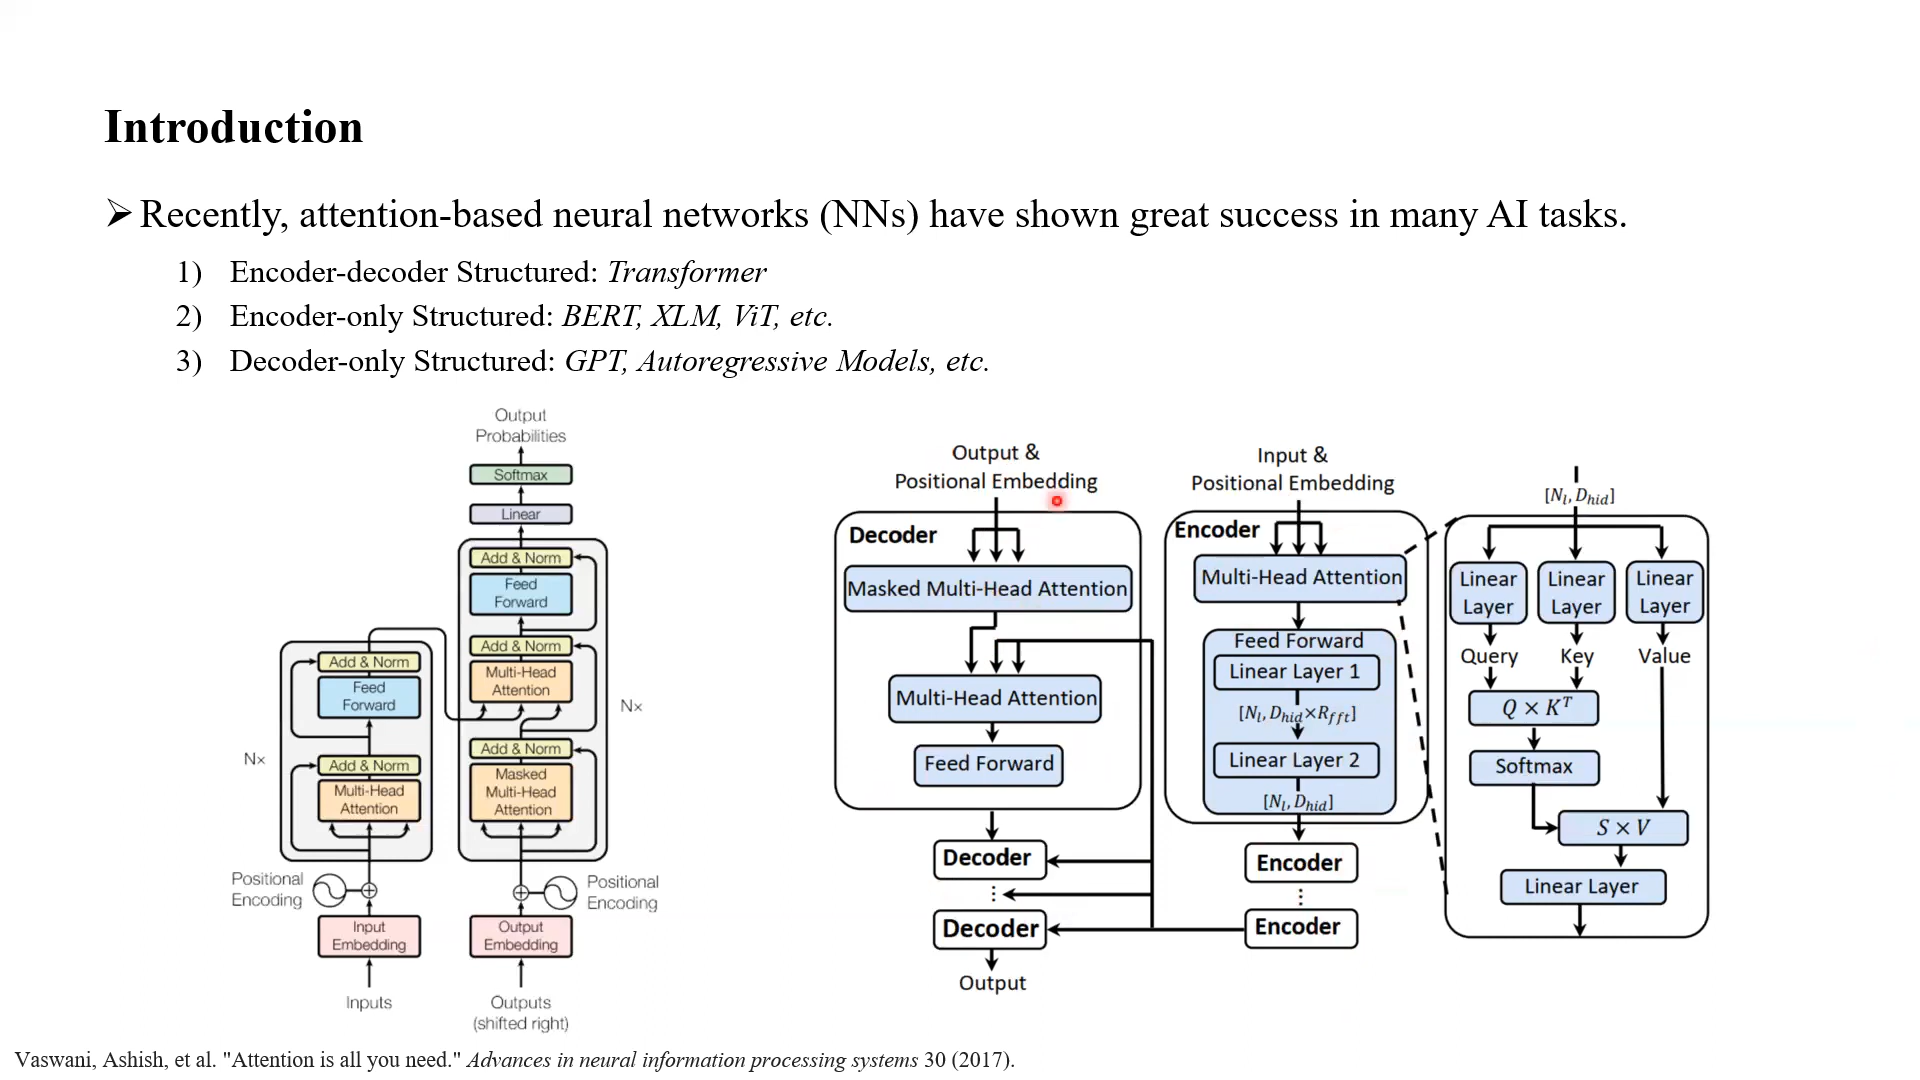 Introduction
➢ Recently, attention-based neural networks (NNs) have shown great success in many AI tasks.
1) Encoder-decoder Structured: Transformer
2) Encoder-only Structured: BERT, XLM, ViT, etc.
3) Decoder-only Structured: GPT, Autoregressive Models, etc.
Output
Probabilities
Softmax
Linear
Add & Norm
Feed
Forward
Add & Norm
Multi-Head
Attention
Add & Norm
Masked
Multi-Head
Attention
Nx
Add & Norm
Feed
Forward
Add & Norm
Multi-Head
Attention
Nx
Positional
Encoding
Positional
Encoding
Input
Embedding
Output
Embedding
Inputs
Outputs
(shifted right)
Output &
Positional Embedding
Decoder
Masked Multi-Head Attention
Multi-Head Attention
Feed Forward
Decoder
⋮
Decoder
Output
Input &
Positional Embedding
Encoder
Multi-Head Attention
Feed Forward
Linear Layer 1
[N_l, D_hid×R_fft]
Linear Layer 2
[N_l, D_hid]
Encoder
⋮
Encoder
[N_l, D_hid]
Linear
Layer
Linear
Layer
Linear
Layer
Query
Key
Value
Q × K^T
Softmax
S × V
Linear Layer
Vaswani, Ashish, et al. "Attention is all you need." Advances in neural information processing systems 30 (2017).